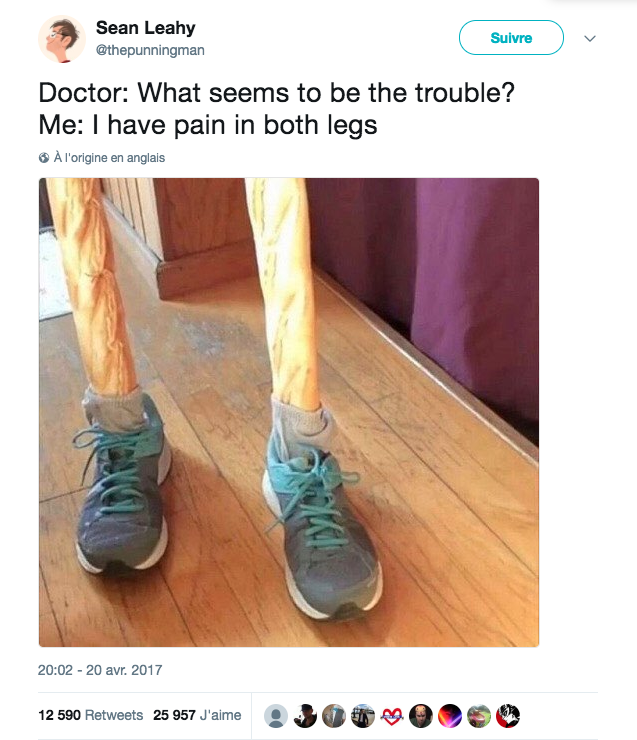 Sean Leahy
@thepunningman
Suivre
Doctor: What seems to be the trouble?
Me: I have pain in both legs
À l'origine en anglais
20:02 - 20 avr. 2017
12 590 Retweets 25 957 J'aime